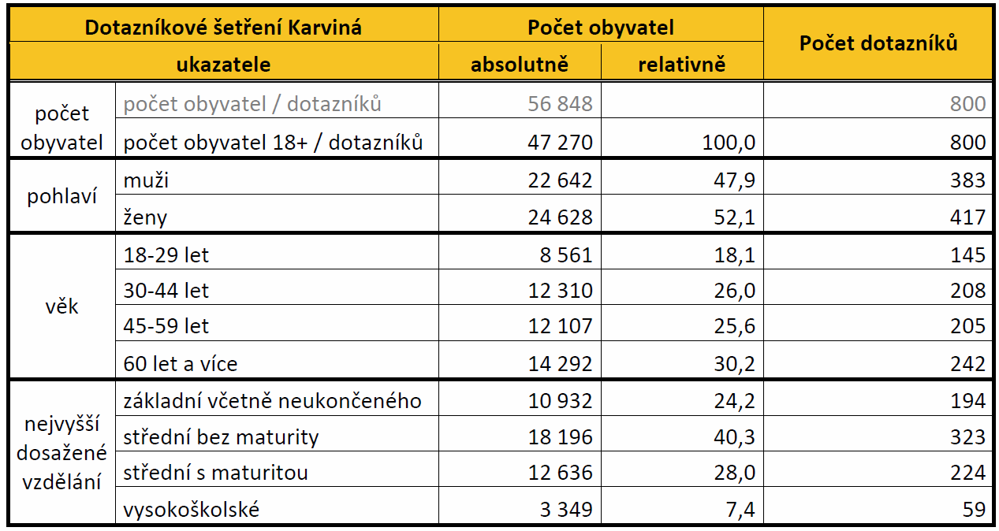 Dotazníkové šetření Karviná Počet obyvatel Počet dotazníků
ukazatele absolutně relativně
počet obyvatel
počet obyvatel / dotazníků 56 848 800
počet obyvatel 18+ / dotazníků 47 270 100,0 800
pohlaví
muži 22 642 47,9 383
ženy 24 628 52,1 417
věk
18-29 let 8 561 18,1 145
30-44 let 12 310 26,0 208
45-59 let 12 107 25,6 205
60 let a více 14 292 30,2 242
nejvyšší
dosažené
vzdělání
základní včetně neukončeného 10 932 24,2 194
střední bez maturity 18 196 40,3 323
střední s maturitou 12 636 28,0 224
vysokoškolské 3 349 7,4 59